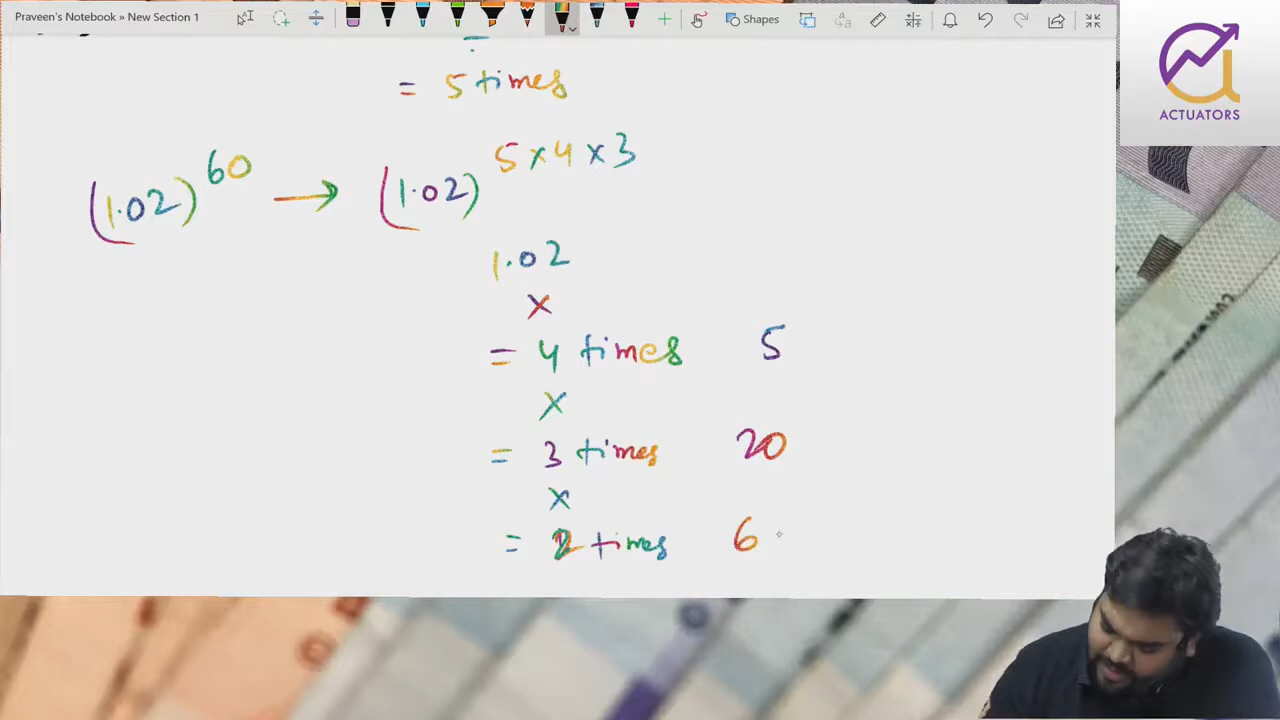 Praveen's Notebook » New Section 1
Shapes
ACTUATORS
= 5 times
(1.02)^60 → (1.02)^5×4×3
1.02
×
= 4 times 5
×
= 3 times 20
×
= 2 times 6